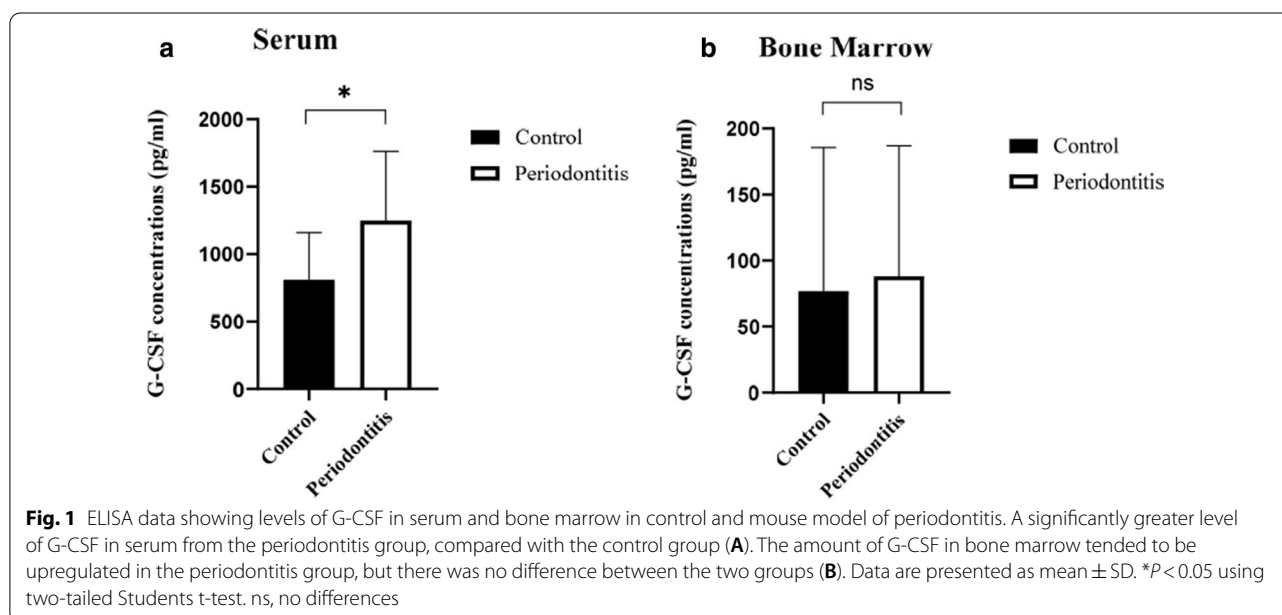 a Serum
*
G-CSF concentrations (pg/ml)
2000
1500
1000
500
0
Control
Periodontitis
Control
Periodontitis
b Bone Marrow
ns
G-CSF concentrations (pg/ml)
200
150
100
50
0
Control
Periodontitis
Control
Periodontitis
Fig. 1 ELISA data showing levels of G-CSF in serum and bone marrow in control and mouse model of periodontitis. A significantly greater level
of G-CSF in serum from the periodontitis group, compared with the control group (A). The amount of G-CSF in bone marrow tended to be
upregulated in the periodontitis group, but there was no difference between the two groups (B). Data are presented as mean ± SD. *P < 0.05 using
two-tailed Students t-test. ns, no differences